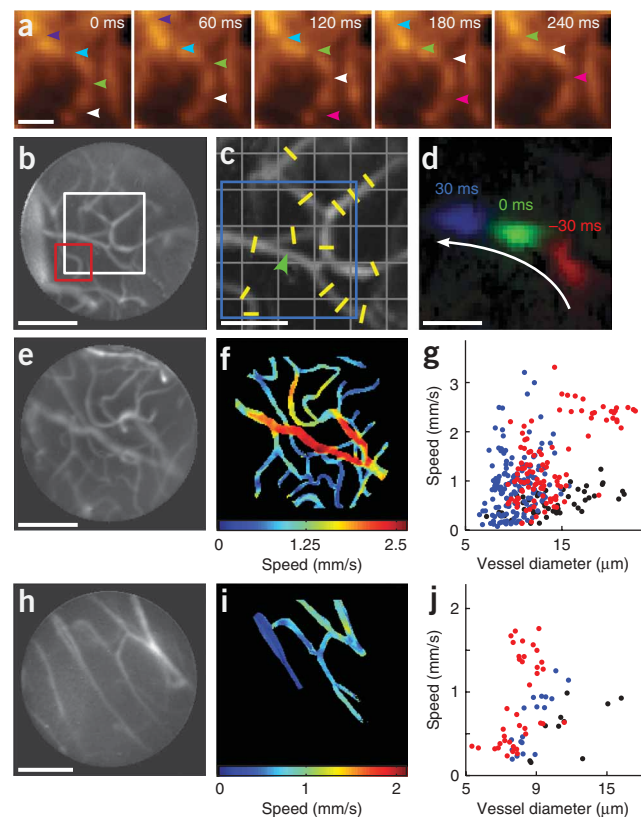 a
0 ms
60 ms
120 ms
180 ms
240 ms
b
c
d
30 ms
0 ms
–30 ms
e
f
0
1.25
2.5
Speed (mm/s)
g
Speed (mm/s)
3
2
1
0
5
15
Vessel diameter (μm)
h
i
0
1
2
Speed (mm/s)
j
Speed (mm/s)
2
1
0
5
9
15
Vessel diameter (μm)